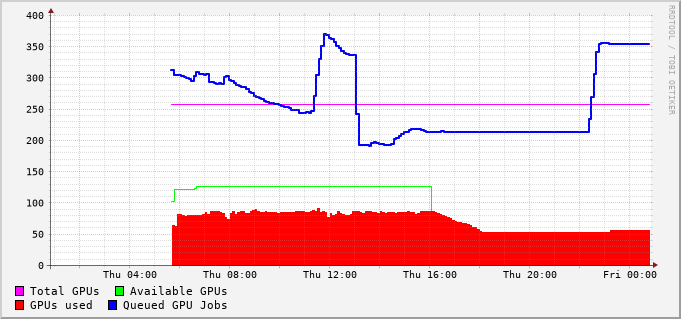 400
350
300
250
200
150
100
50
0
Thu 04:00 Thu 08:00 Thu 12:00 Thu 16:00 Thu 20:00 Fri 00:00
Total GPUs Available GPUs
GPUs used Queued GPU Jobs
RRDTOOL / TOBI OETIKER